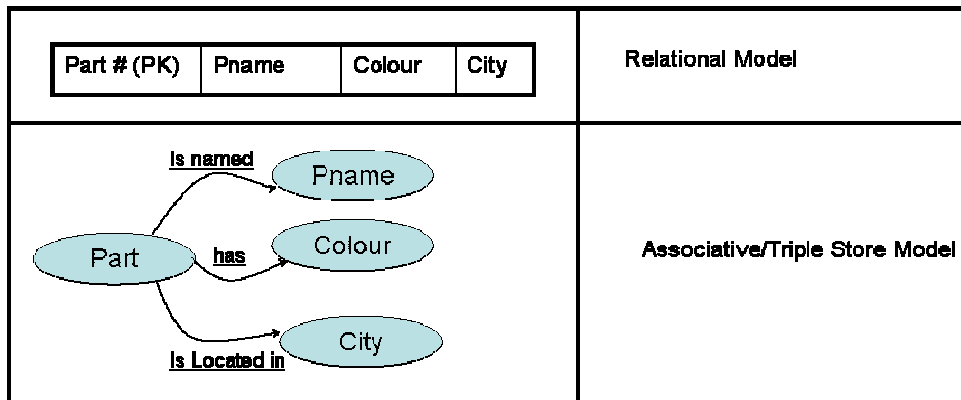 Part # (PK) Pname Colour City
Relational Model
Is named
Pname
Part
has
Colour
Associative/Triple Store Model
City
Is Located in